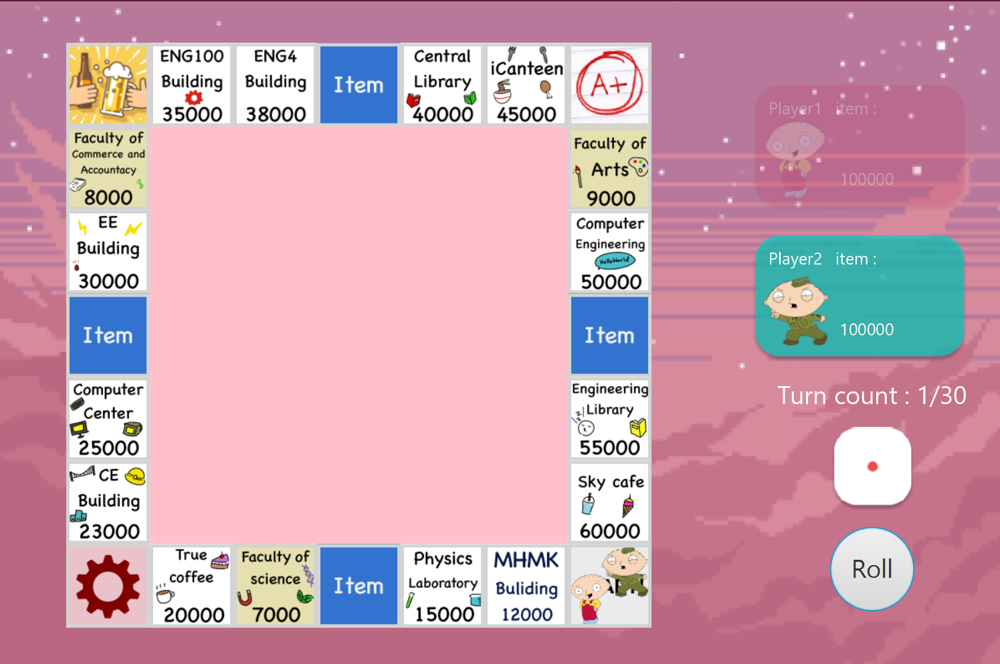 ENG100
Building
35000
ENG4
Building
38000
Item
Central
Library
40000
iCanteen
45000
A+
Faculty of
Commerce and
Accountacy
8000
Faculty of
Arts
9000
EE
Building
30000
Computer
Engineering
HelloWorld
50000
Item
Item
Computer
Center
25000
Engineering
Library
z z
55000
CE
Building
23000
Sky cafe
60000
True
coffee
20000
Faculty of
science
7000
Item
Physics
Laboratory
15000
MHMK
Buliding
12000
Player1 item :
100000
Player2 item :
100000
Turn count : 1/30
Roll